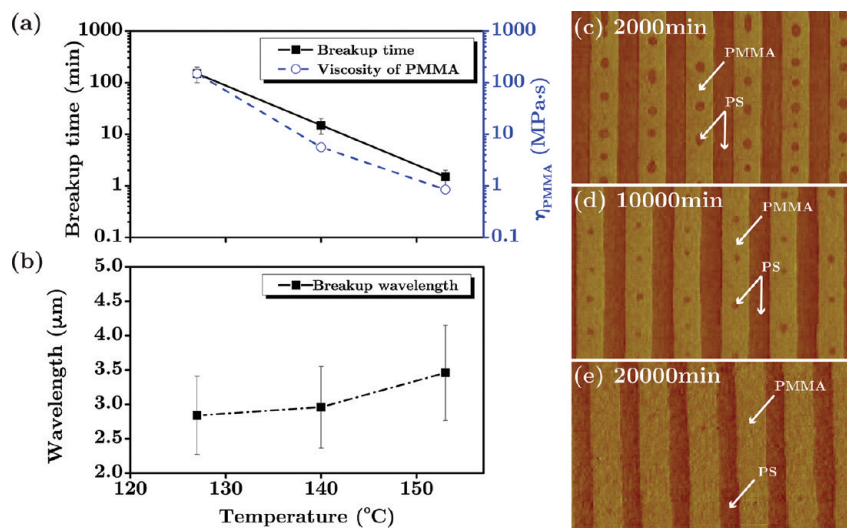 (a)
1000
100
10
1
0.1
Breakup time (min)
Breakup time
Viscosity of PMMA
1000
100
10
1
0.1
ηPMMA (MPa·s)
(b)
5.0
4.5
4.0
3.5
3.0
2.5
2.0
Wavelength (μm)
Breakup wavelength
120 130 140 150
Temperature (°C)
(c) 2000min
PMMA
PS
(d) 10000min
PMMA
PS
(e) 20000min
PMMA
PS